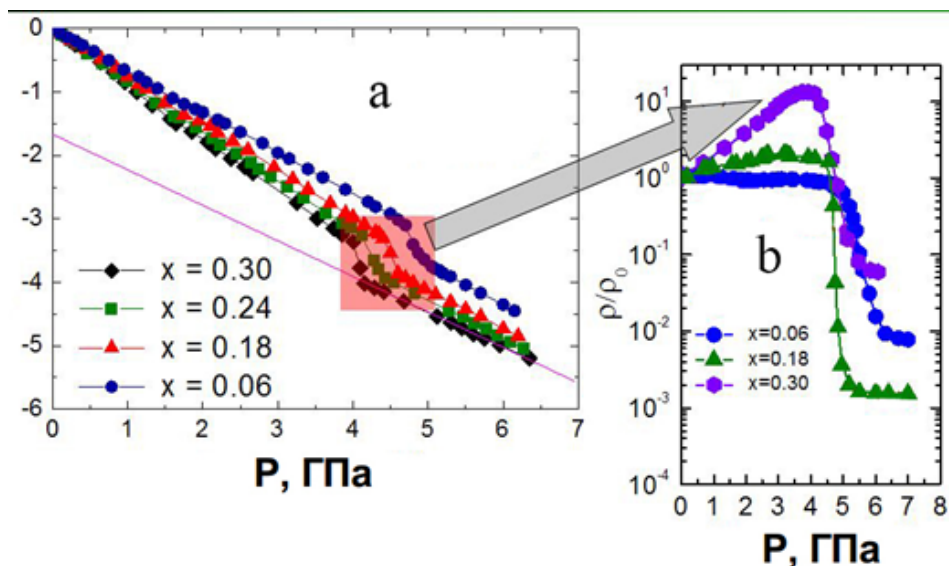 a
0
-1
-2
-3
-4
-5
-6
χ = 0.30
χ = 0.24
χ = 0.18
χ = 0.06
0 1 2 3 4 5 6 7
P, ГПа
b
ρ/ρ₀
10¹
10⁰
10⁻¹
10⁻²
10⁻³
10⁻⁴
x=0.06
x=0.18
x=0.30
0 1 2 3 4 5 6 7 8
P, ГПа